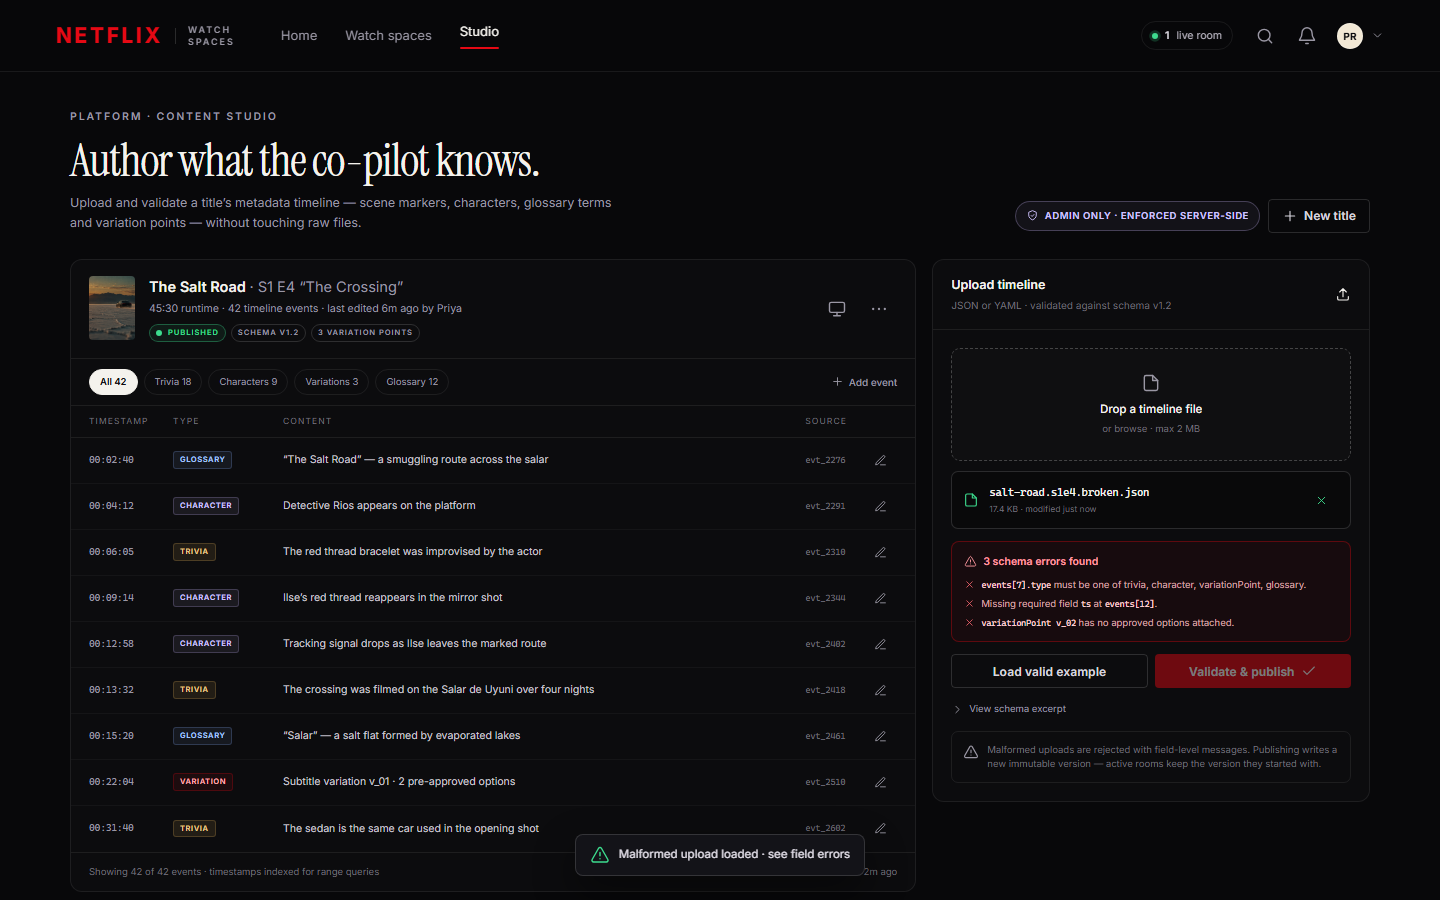 NETFLIX
WATCH
SPACES
Home
Watch spaces
Studio
1 live room
PR
PLATFORM · CONTENT STUDIO
Author what the co-pilot knows.
Upload and validate a title's metadata timeline — scene markers, characters, glossary terms
and variation points — without touching raw files.
ADMIN ONLY · ENFORCED SERVER-SIDE
New title
The Salt Road · S1 E4 “The Crossing”
45:30 runtime · 42 timeline events · last edited 6m ago by Priya
PUBLISHED
SCHEMA V1.2
3 VARIATION POINTS
All 42
Trivia 18
Characters 9
Variations 3
Glossary 12
Add event
TIMESTAMP TYPE CONTENT SOURCE
00:02:40 GLOSSARY “The Salt Road” — a smuggling route across the salar evt_2276
00:04:12 CHARACTER Detective Rios appears on the platform evt_2291
00:06:05 TRIVIA The red thread bracelet was improvised by the actor evt_2310
00:09:14 CHARACTER Ilse's red thread reappears in the mirror shot evt_2344
00:12:58 CHARACTER Tracking signal drops as Ilse leaves the marked route evt_2402
00:13:32 TRIVIA The crossing was filmed on the Salar de Uyuni over four nights evt_2418
00:15:20 GLOSSARY “Salar” — a salt flat formed by evaporated lakes evt_2461
00:22:04 VARIATION Subtitle variation v_01 · 2 pre-approved options evt_2510
00:31:40 TRIVIA The sedan is the same car used in the opening shot evt_2602
Showing 42 of 42 events · timestamps indexed for range queries
2m ago
Upload timeline
JSON or YAML · validated against schema v1.2
Drop a timeline file
or browse · max 2 MB
salt-road.s1e4.broken.json
17.4 KB · modified just now
3 schema errors found
events[7].type must be one of trivia, character, variationPoint, glossary.
Missing required field ts at events[12].
variationPoint v_02 has no approved options attached.
Load valid example
Validate & publish
View schema excerpt
Malformed uploads are rejected with field-level messages. Publishing writes a
new immutable version — active rooms keep the version they started with.
Malformed upload loaded · see field errors